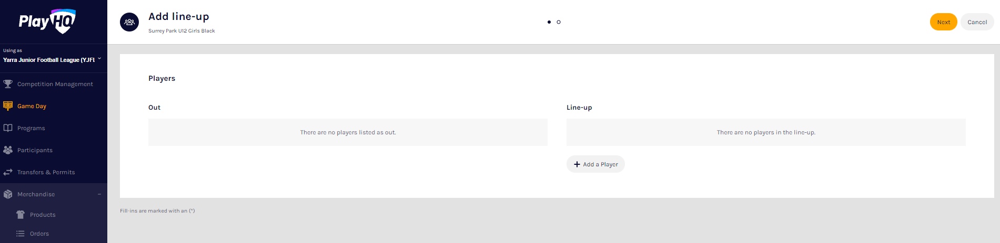 PlayHQ
Using as
Yarra Junior Football League (YJFL
Competition Management
Game Day
Programs
Participants
Transfers & Permits
Merchandise
Products
Orders
Add line-up
Surrey Park U12 Girls Black
Next
Cancel
Players
Out
There are no players listed as out.
Line-up
There are no players in the line-up.
+ Add a Player
Fill-ins are marked with an (*)